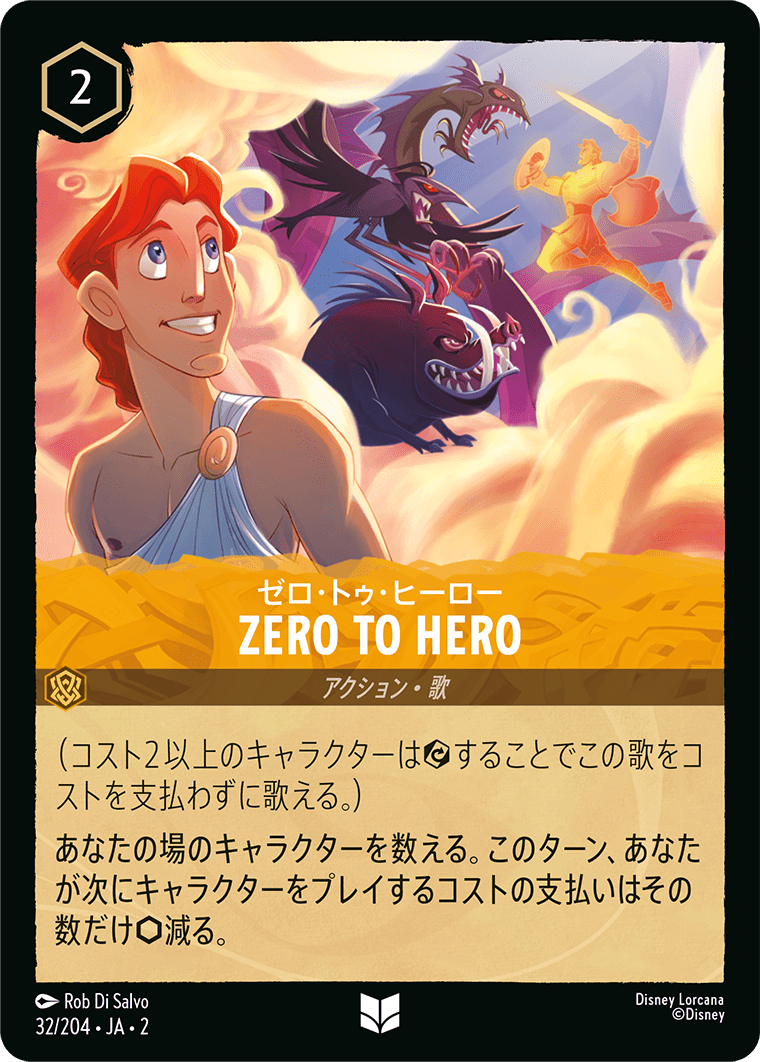 2
ゼロ・トゥ・ヒーロー
ZERO TO HERO
アクション・歌
(コスト2以上のキャラクターはすることでこの歌をコ
ストを支払わずに歌える。)
あなたの場のキャラクターを数える。このターン、あなた
が次にキャラクターをプレイするコストの支払いはその
数だけ減る。
Rob Di Salvo
Disney Lorcana
32/204・JA・2
©Disney